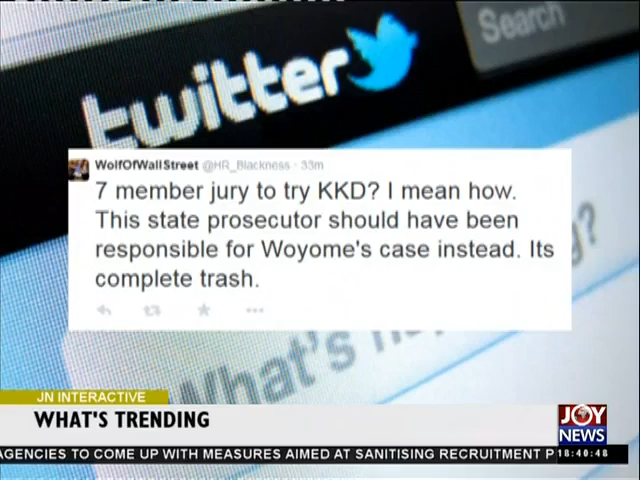 twitter
Search
WolfOfWallStreet @HR_Blackness · 33m
7 member jury to try KKD? I mean how.
This state prosecutor should have been
responsible for Woyome's case instead. Its
complete trash.
What's
?
JN INTERACTIVE
WHAT'S TRENDING
JOY
NEWS
AGENCIES TO COME UP WITH MEASURES AIMED AT SANITISING RECRUITMENT P
18:40:48